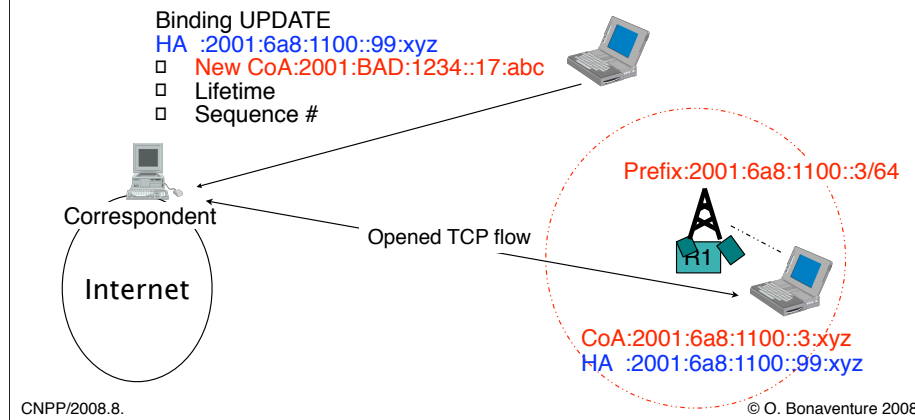 Binding UPDATE
HA :2001:6a8:1100::99:xyz
New CoA:2001:BAD:1234::17:abc
Lifetime
Sequence #
Prefix:2001:6a8:1100::3/64
Correspondent
Opened TCP flow
R1
Internet
CoA:2001:6a8:1100::3:xyz
HA :2001:6a8:1100::99:xyz
CNPP/2008.8.
© O. Bonaventure 2008